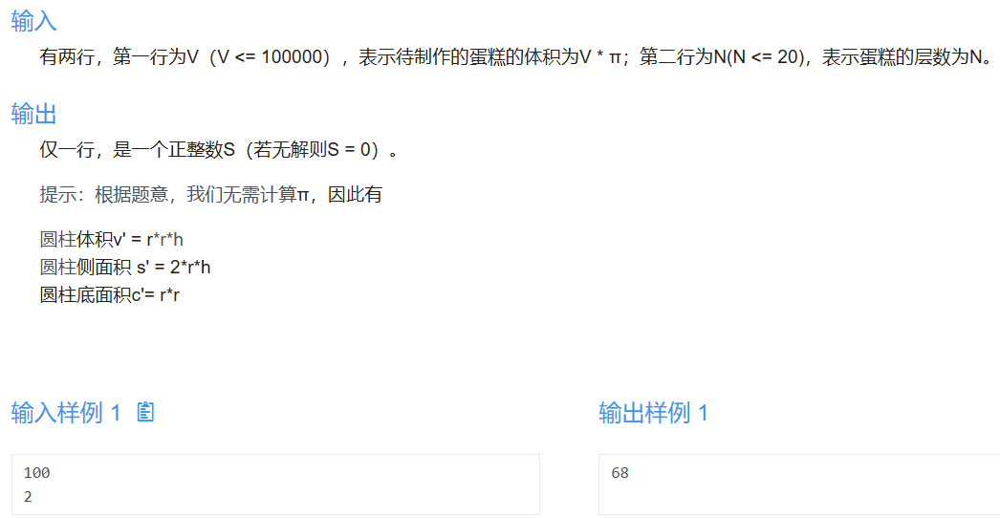 输入
有两行，第一行为V（V <= 100000），表示待制作的蛋糕的体积为V * π；第二行为N(N <= 20)，表示蛋糕的层数为N。
输出
仅一行，是一个正整数S（若无解则S = 0）。
提示：根据题意，我们无需计算π，因此有
圆柱体积v' = r*r*h
圆柱侧面积 s' = 2*r*h
圆柱底面积c'= r*r
输入样例 1
输出样例 1
100
2
68